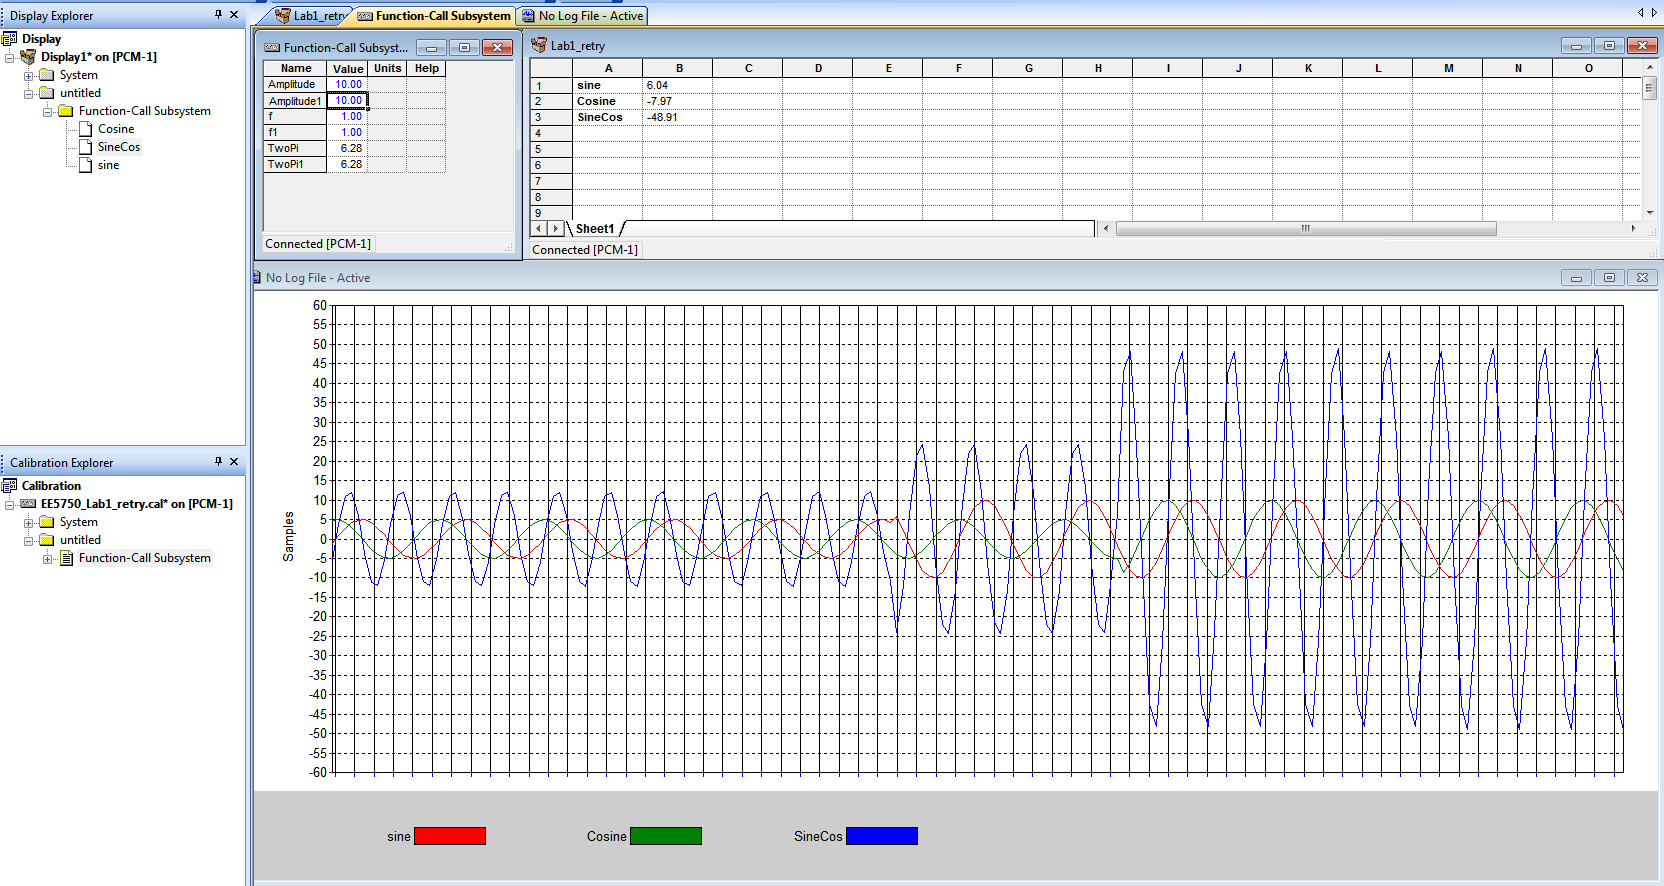 Display Explorer
Display
Display1* on [PCM-1]
System
untitled
Function-Call Subsystem
Cosine
SineCos
sine
Calibration Explorer
Calibration
EE5750_Lab1_retry.cal* on [PCM-1]
System
untitled
Function-Call Subsystem
Lab1_retry
Function-Call Subsystem
No Log File - Active
Function-Call Subsyst...
Name Value Units Help
Amplitude 10.00
Amplitude1 10.00
f 1.00
f1 1.00
TwoPi 6.28
TwoPi1 6.28
Connected [PCM-1]
Lab1_retry
A B C D E F G H I J K L M N O
1 sine 6.04
2 Cosine -7.97
3 SineCos -48.91
4
5
6
7
8
9
Sheet1
Connected [PCM-1]
No Log File - Active
60
55
50
45
40
35
30
25
20
15
10
5
0
-5
-10
-15
-20
-25
-30
-35
-40
-45
-50
-55
-60
Samples
sine Cosine SineCos